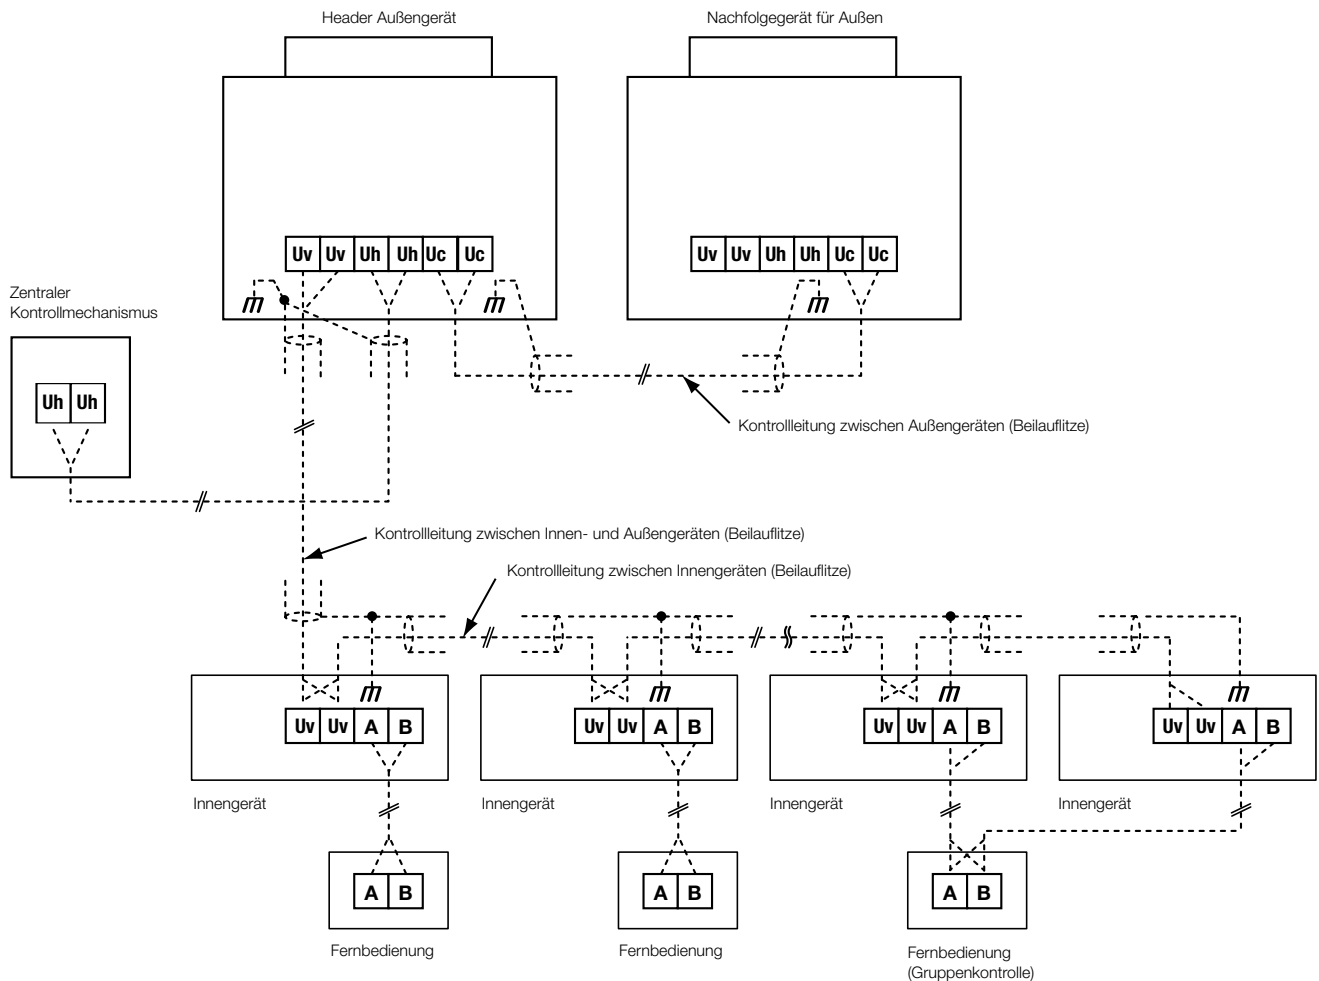 Header Außengerät
Nachfolgegerät für Außen
Uv Uv Uh Uh Uc Uc
Uv Uv Uh Uh Uc Uc
Zentraler
Kontrollmechanismus
Uh Uh
Kontrollleitung zwischen Außengeräten (Beilauflitze)
Kontrollleitung zwischen Innen- und Außengeräten (Beilauflitze)
Kontrollleitung zwischen Innengeräten (Beilauflitze)
Uv Uv A B
Uv Uv A B
Uv Uv A B
Uv Uv A B
Innengerät
Innengerät
Innengerät
Innengerät
A B
A B
A B
Fernbedienung
Fernbedienung
Fernbedienung
(Gruppenkontrolle)